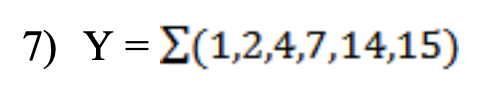 7) Y = Σ(1,2,4,7,14,15)